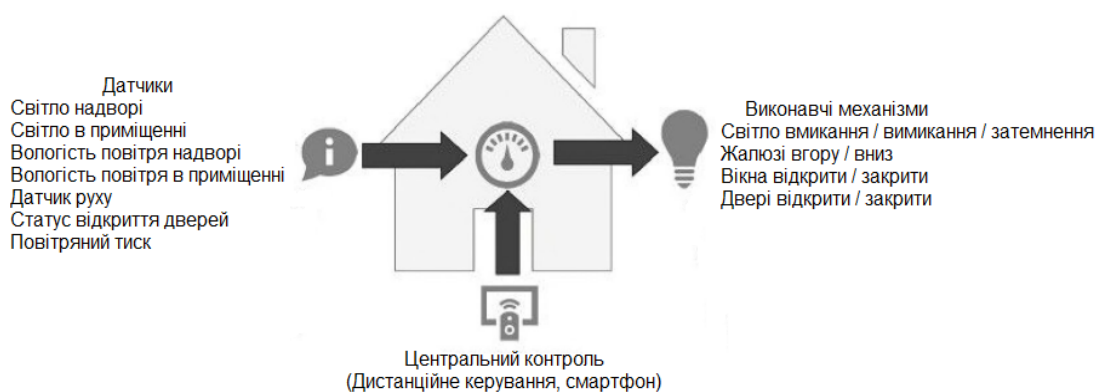 Датчики
Світло надворі
Світло в приміщенні
Вологість повітря надворі
Вологість повітря в приміщенні
Датчик руху
Статус відкриття дверей
Повітряний тиск
Виконавчі механізми
Світло вмикання / вимикання / затемнення
Жалюзі вгору / вниз
Вікна відкрити / закрити
Двері відкрити / закрити
Центральний контроль
(Дистанційне керування, смартфон)